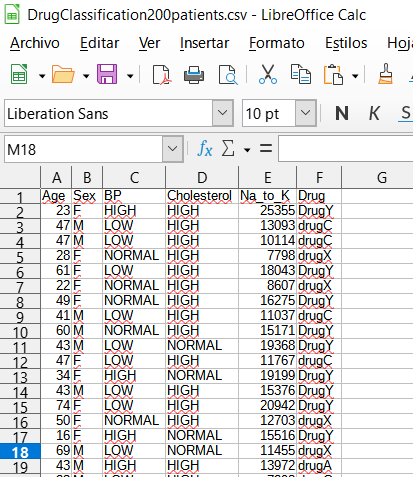 DrugClassification200patients.csv - LibreOffice Calc
Archivo Editar Ver Insertar Formato Estilos Hoja
Liberation Sans 10 pt N K S
M18 fx Σ =
A B C D E F G
1 Age Sex BP Cholesterol Na_to_K Drug
2 23 F HIGH HIGH 25355 DrugY
3 47 M LOW HIGH 13093 drugC
4 47 M LOW HIGH 10114 drugC
5 28 F NORMAL HIGH 7798 drugX
6 61 F LOW HIGH 18043 DrugY
7 22 F NORMAL HIGH 8607 drugX
8 49 F NORMAL HIGH 16275 DrugY
9 41 M LOW HIGH 11037 drugC
10 60 M NORMAL HIGH 15171 DrugY
11 43 M LOW NORMAL 19368 DrugY
12 47 F LOW HIGH 11767 drugC
13 34 F HIGH NORMAL 19199 DrugY
14 43 M LOW HIGH 15376 DrugY
15 74 F LOW HIGH 20942 DrugY
16 50 F NORMAL HIGH 12703 drugX
17 16 F HIGH NORMAL 15516 DrugY
18 69 M LOW NORMAL 11455 drugX
19 43 M HIGH HIGH 13972 drugA